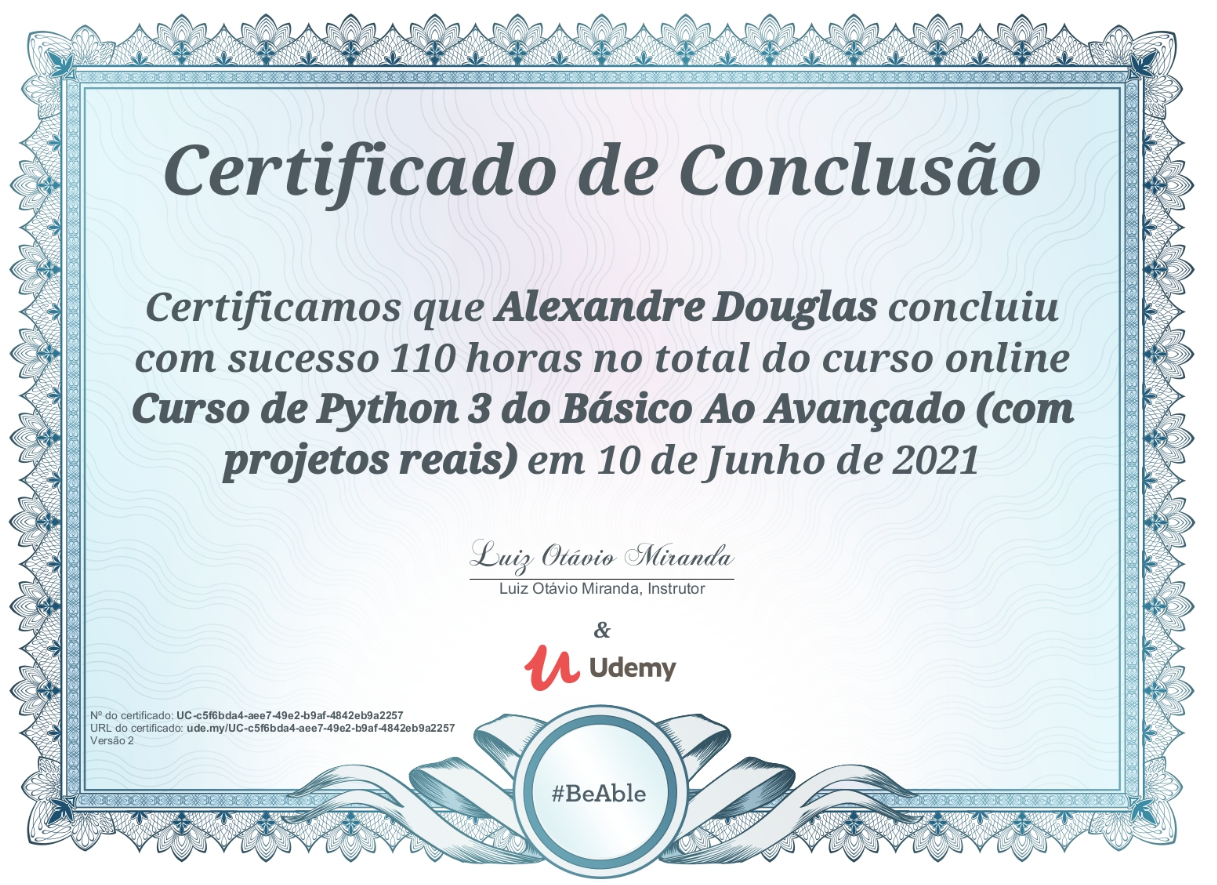 Certificado de Conclusão
Certificamos que Alexandre Douglas concluiu
com sucesso 110 horas no total do curso online
Curso de Python 3 do Básico Ao Avançado (com
projetos reais) em 10 de Junho de 2021
Luiz Otávio Miranda
Luiz Otávio Miranda, Instrutor
&
Udemy
Nº do certificado: UC-c5f6bda4-aee7-49e2-b9af-4842eb9a2257
URL do certificado: ude.my/UC-c5f6bda4-aee7-49e2-b9af-4842eb9a2257
Versão 2
#BeAble